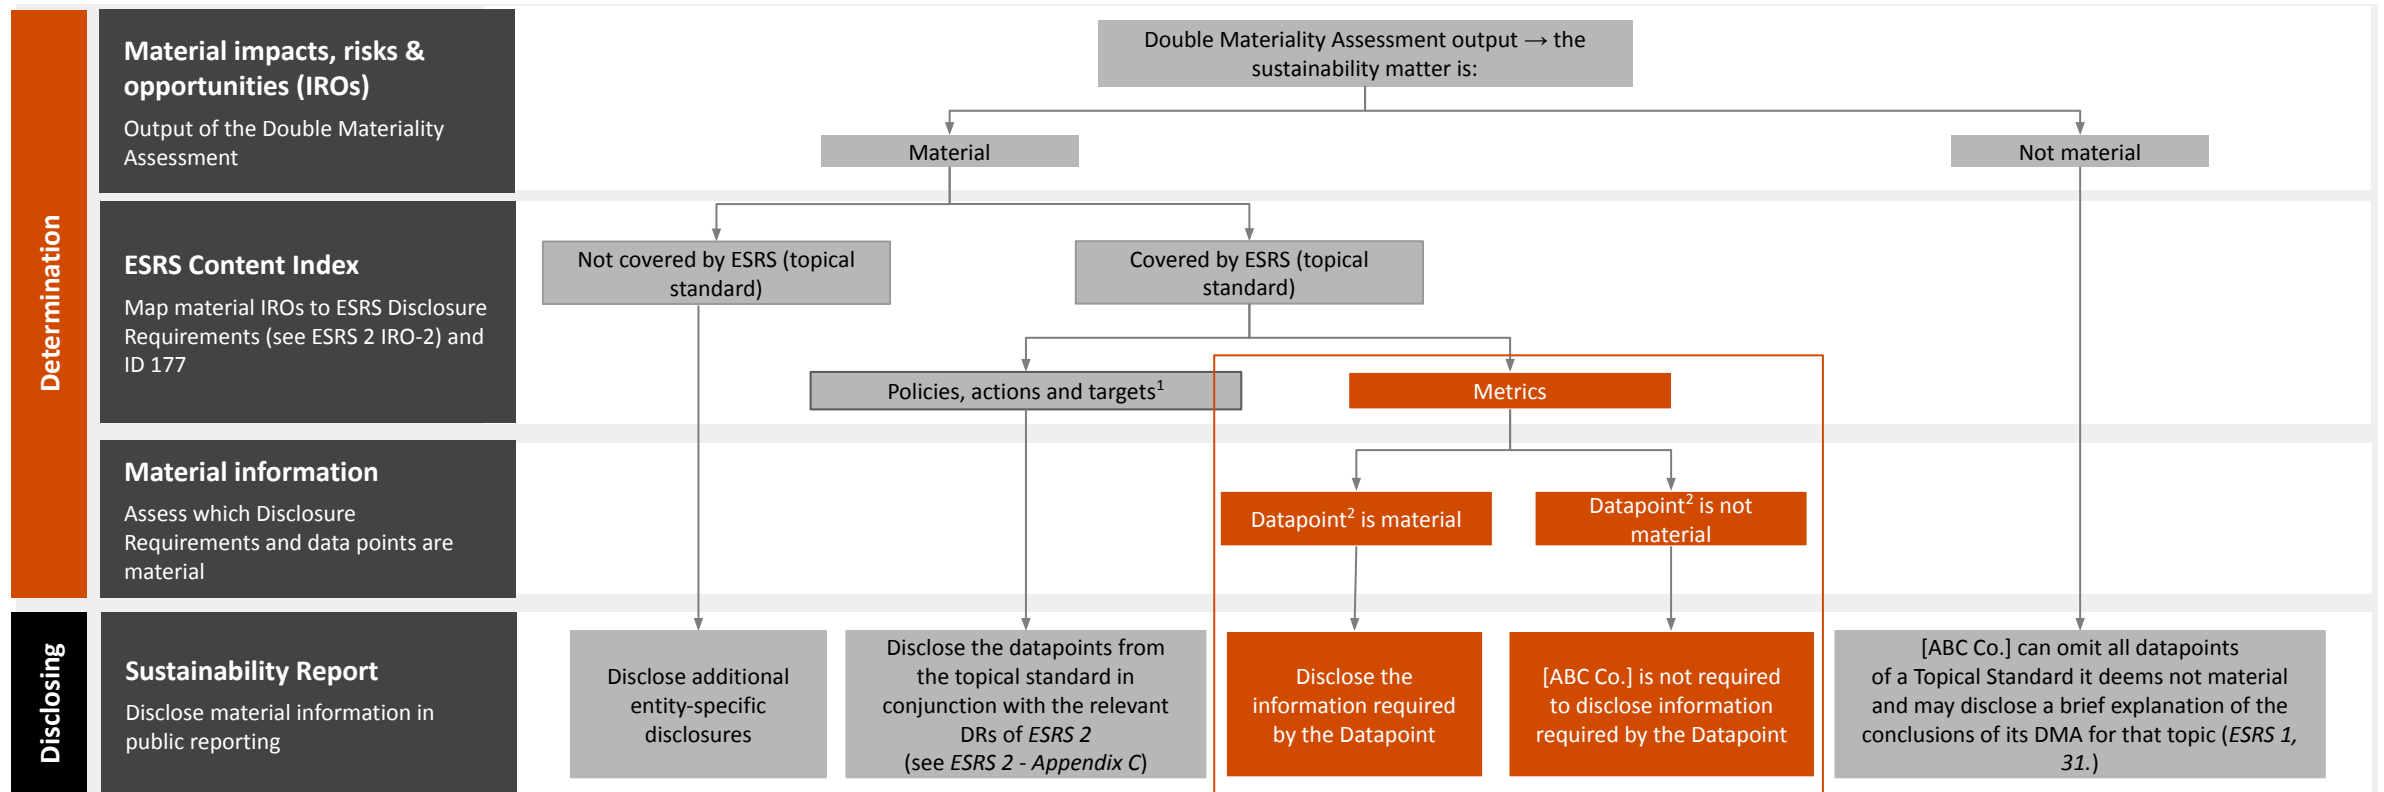 Determination
Material impacts, risks &
opportunities (IROs)
Output of the Double Materiality
Assessment
Double Materiality Assessment output → the
sustainability matter is:
Material
Not material
ESRS Content Index
Map material IROs to ESRS Disclosure
Requirements (see ESRS 2 IRO-2) and
ID 177
Not covered by ESRS (topical
standard)
Covered by ESRS (topical
standard)
Policies, actions and targets¹
Metrics
Material information
Assess which Disclosure
Requirements and data points are
material
Datapoint² is material
Datapoint² is not
material
Disclosing
Sustainability Report
Disclose material information in
public reporting
Disclose additional
entity-specific
disclosures
Disclose the datapoints from
the topical standard in
conjunction with the relevant
DRs of ESRS 2
(see ESRS 2 - Appendix C)
Disclose the
information required
by the Datapoint
[ABC Co.] is not required
to disclose information
required by the Datapoint
[ABC Co.] can omit all datapoints
of a Topical Standard it deems not material
and may disclose a brief explanation of the
conclusions of its DMA for that topic (ESRS 1,
31.)